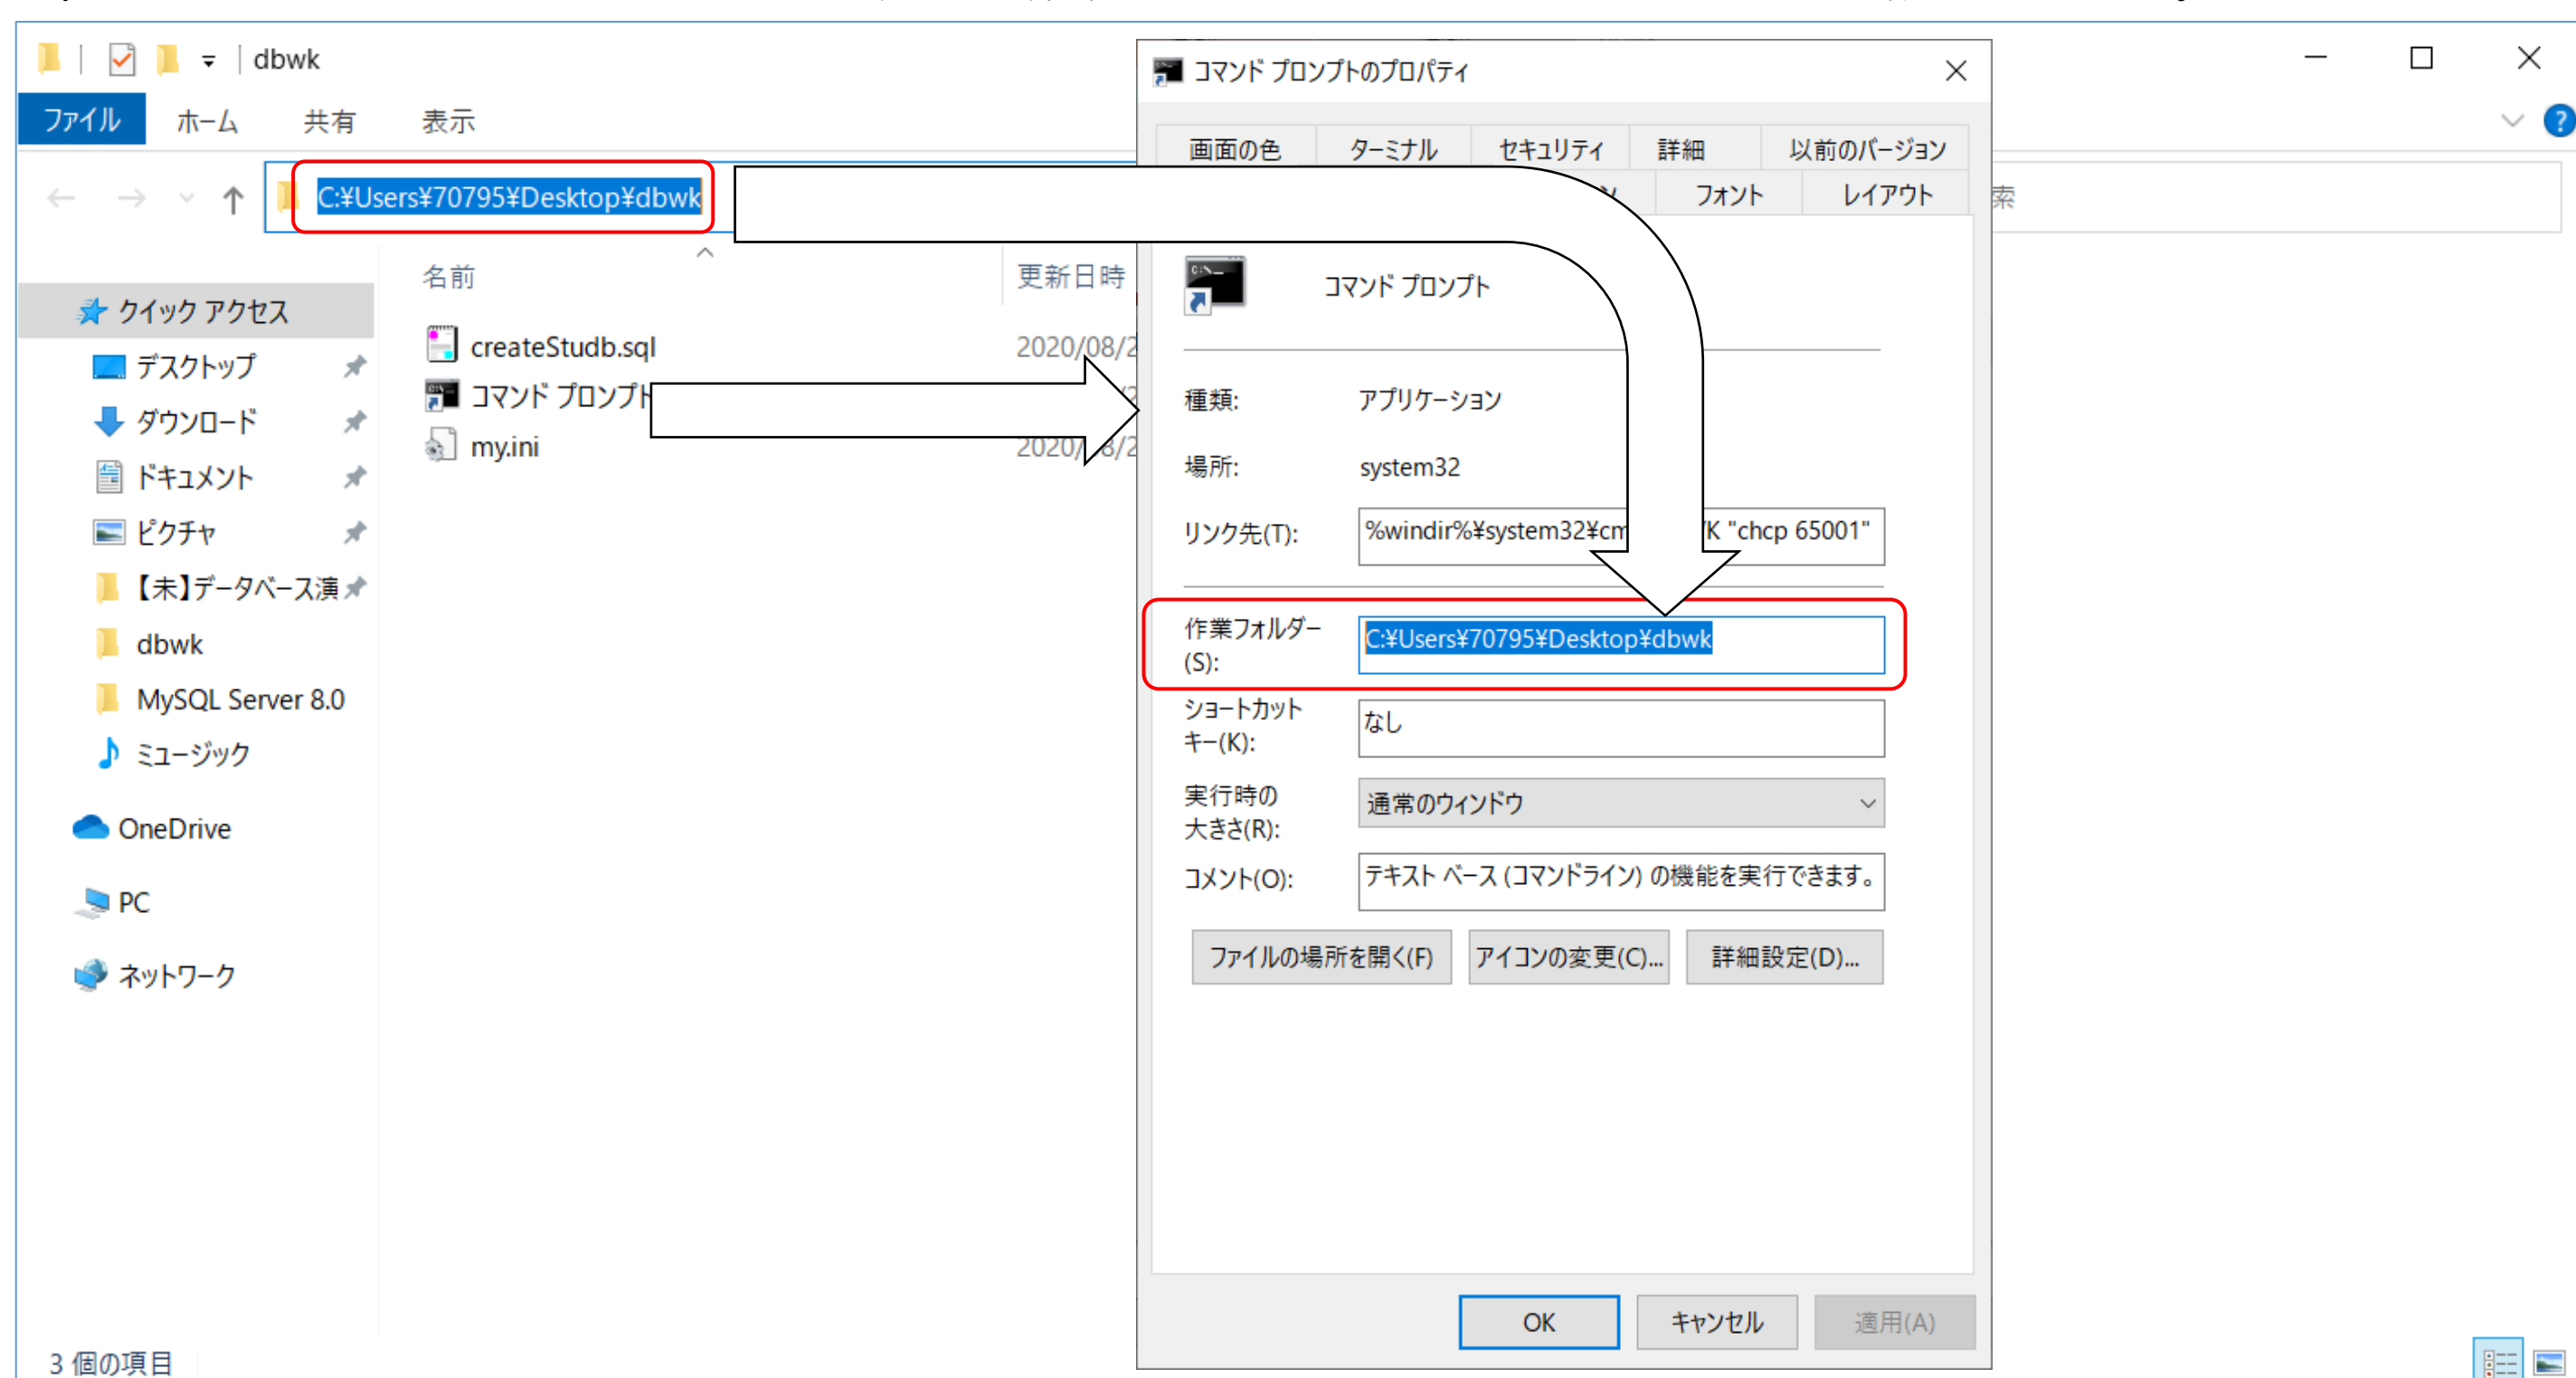 dbwk
ファイル ホーム 共有 表示
C:¥Users¥70795¥Desktop¥dbwk
名前 更新日時
クイック アクセス
デスクトップ
ダウンロード
ドキュメント
ピクチャ
【未】データベース演
dbwk
MySQL Server 8.0
ミュージック
OneDrive
PC
ネットワーク
createStudb.sql 2020/08/2
コマンド プロンプト
my.ini
3 個の項目
コマンド プロンプトのプロパティ
画面の色 ターミナル セキュリティ 詳細 以前のバージョン
フォント レイアウト
索
コマンド プロンプト
種類: アプリケーション
場所: system32
リンク先(T): %windir%¥system32¥cm K "chcp 65001"
作業フォルダー
(S): C:¥Users¥70795¥Desktop¥dbwk
ショートカット
キー(K): なし
実行時の
大きさ(R): 通常のウィンドウ
コメント(O): テキスト ベース (コマンドライン) の機能を実行できます。
ファイルの場所を開く(F) アイコンの変更(C)... 詳細設定(D)...
OK キャンセル 適用(A)